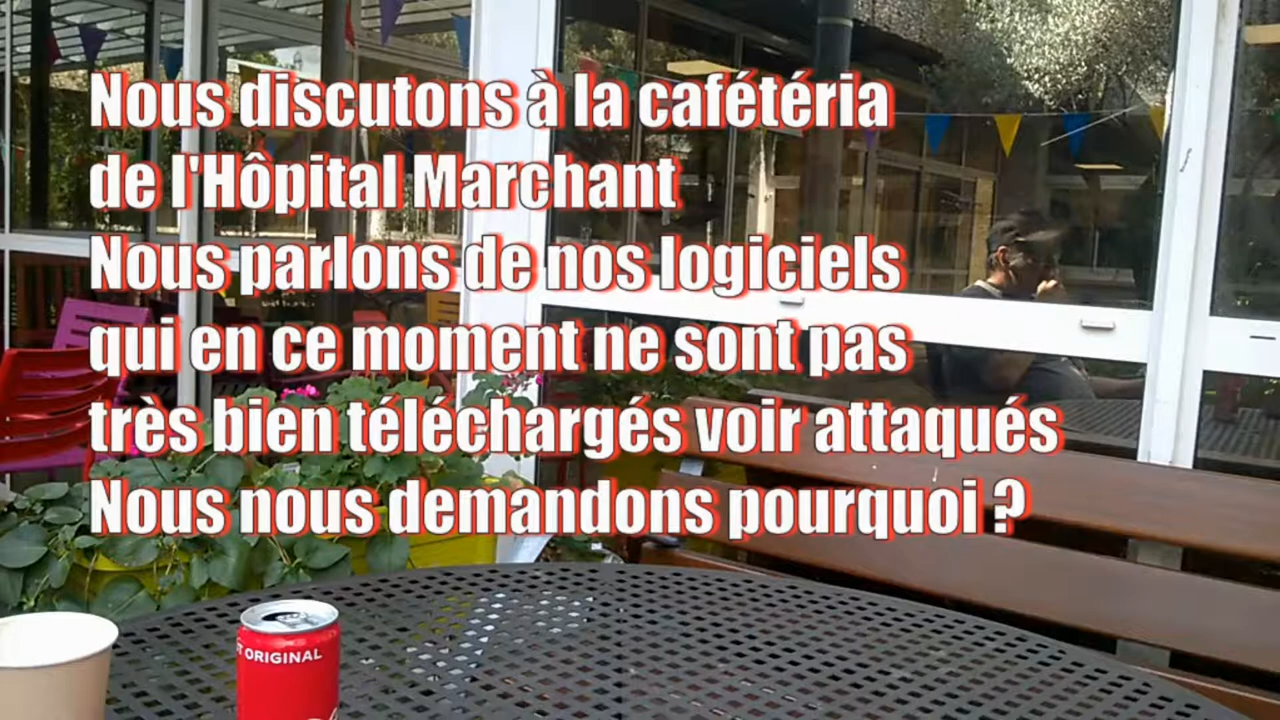 Nous discutons à la cafétéria
de l'Hôpital Marchant
Nous parlons de nos logiciels
qui en ce moment ne sont pas
très bien téléchargés voir attaqués
Nous nous demandons pourquoi ?
ORIGINAL